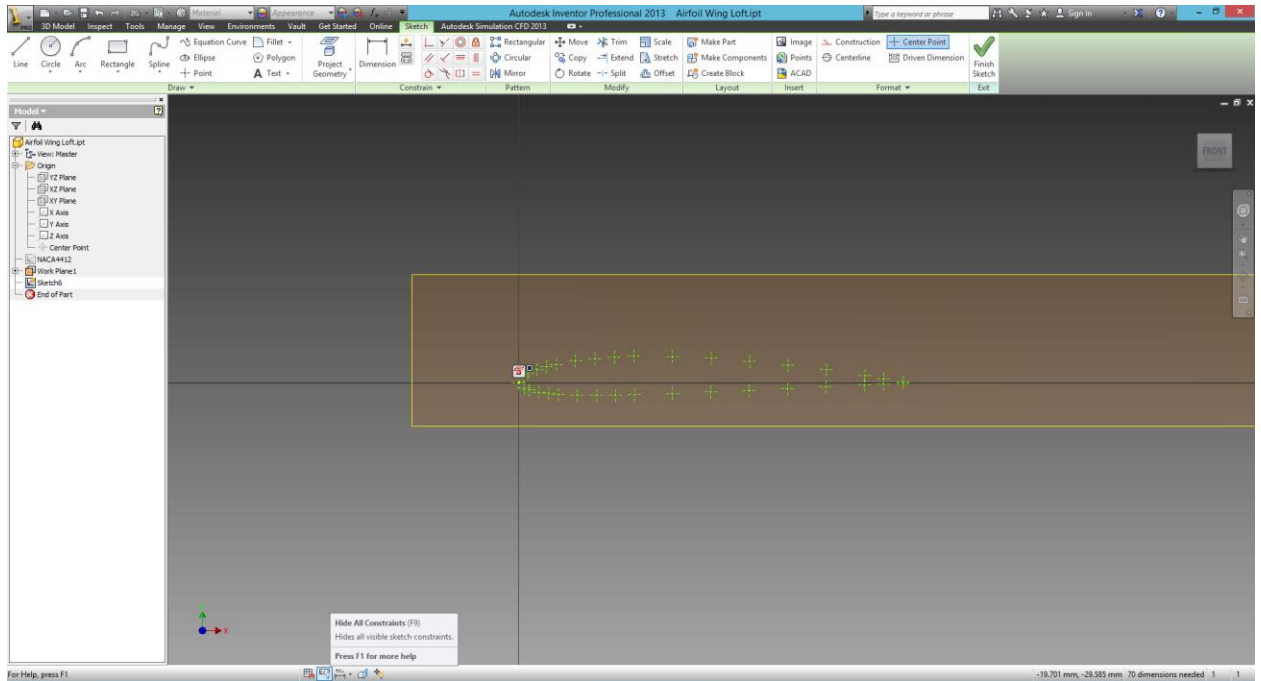 PRO
Material
Appearance
Autodesk Inventor Professional 2013 Airfoil Wing Loft.ipt
Type a keyword or phrase
Sign In
3D Model Inspect Tools Manage View Environments Vault Get Started Online Sketch Autodesk Simulation CFD 2013
Line Circle Arc Rectangle Spline
Equation Curve Fillet
Ellipse Polygon
Point Text
Project Geometry
Dimension
Rectangular
Circular
Mirror
Move Trim Scale
Copy Extend Stretch
Rotate Split Offset
Make Part
Make Components
Create Block
Image
Points
ACAD
Construction Center Point
Centerline Driven Dimension
Finish Sketch
Draw Constrain Pattern Modify Layout Insert Format Exit
Model
Airfoil Wing Loft.ipt
View: Master
Origin
YZ Plane
XZ Plane
XY Plane
X Axis
Y Axis
Z Axis
Center Point
NACA4412
Work Plane1
Sketch6
End of Part
FRONT
X
Hide All Constraints (F9)
Hides all visible sketch constraints.
Press F1 for more help
For Help, press F1
-19.701 mm, -29.585 mm 70 dimensions needed 1 1